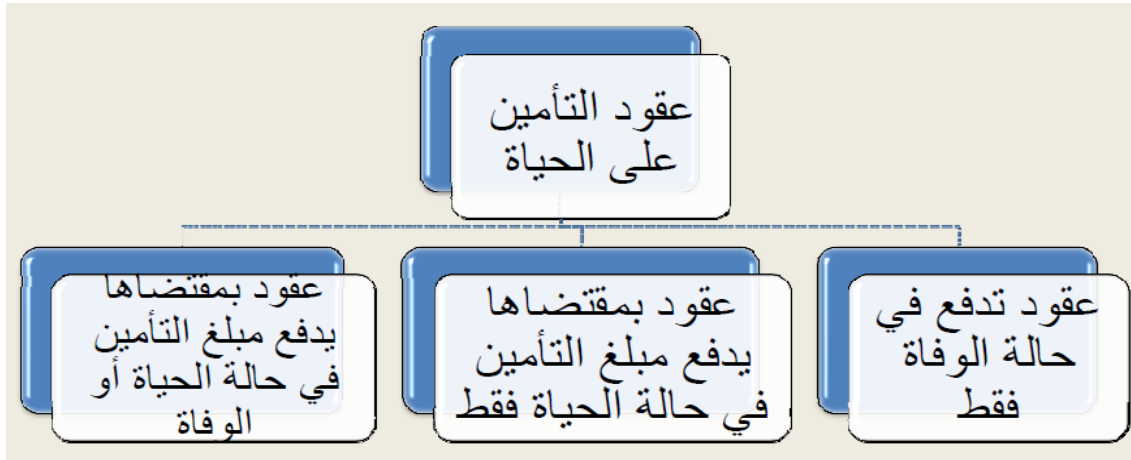 عقود التأمين
على الحياة
عقود تدفع في
حالة الوفاة
فقط
عقود بمقتضاها
يدفع مبلغ التأمين
في حالة الحياة فقط
عقود بمقتضاها
يدفع مبلغ التأمين
في حالة الحياة أو
الوفاة